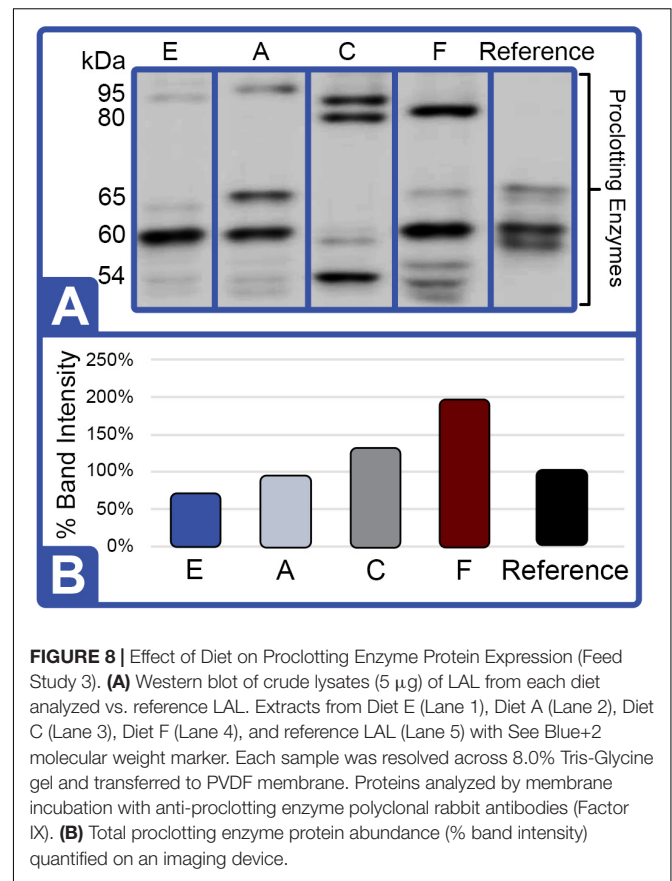 kDa E A C F Reference
95
80
65
60
54
Proclotting Enzymes
A
% Band Intensity
250%
200%
150%
100%
50%
0%
E A C F Reference
B
FIGURE 8 | Effect of Diet on Proclotting Enzyme Protein Expression (Feed
Study 3). (A) Western blot of crude lysates (5 μg) of LAL from each diet
analyzed vs. reference LAL. Extracts from Diet E (Lane 1), Diet A (Lane 2), Diet
C (Lane 3), Diet F (Lane 4), and reference LAL (Lane 5) with See Blue+2
molecular weight marker. Each sample was resolved across 8.0% Tris-Glycine
gel and transferred to PVDF membrane. Proteins analyzed by membrane
incubation with anti-proclotting enzyme polyclonal rabbit antibodies (Factor
IX). (B) Total proclotting enzyme protein abundance (% band intensity)
quantified on an imaging device.